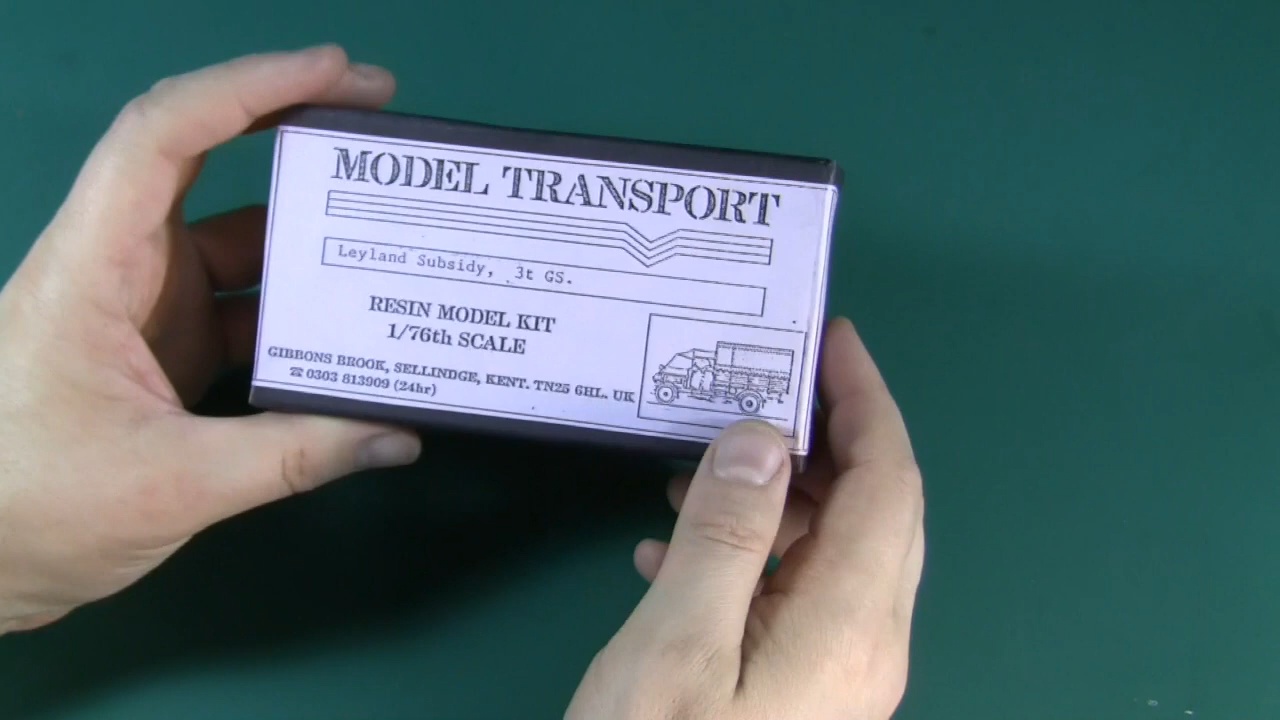 MODEL TRANSPORT
Leyland Subsidy, 3t GS.
RESIN MODEL KIT
1/76th SCALE
GIBBONS BROOK, SELLINDGE, KENT. TN25 6HL. UK
☎ 0303 813909 (24hr)